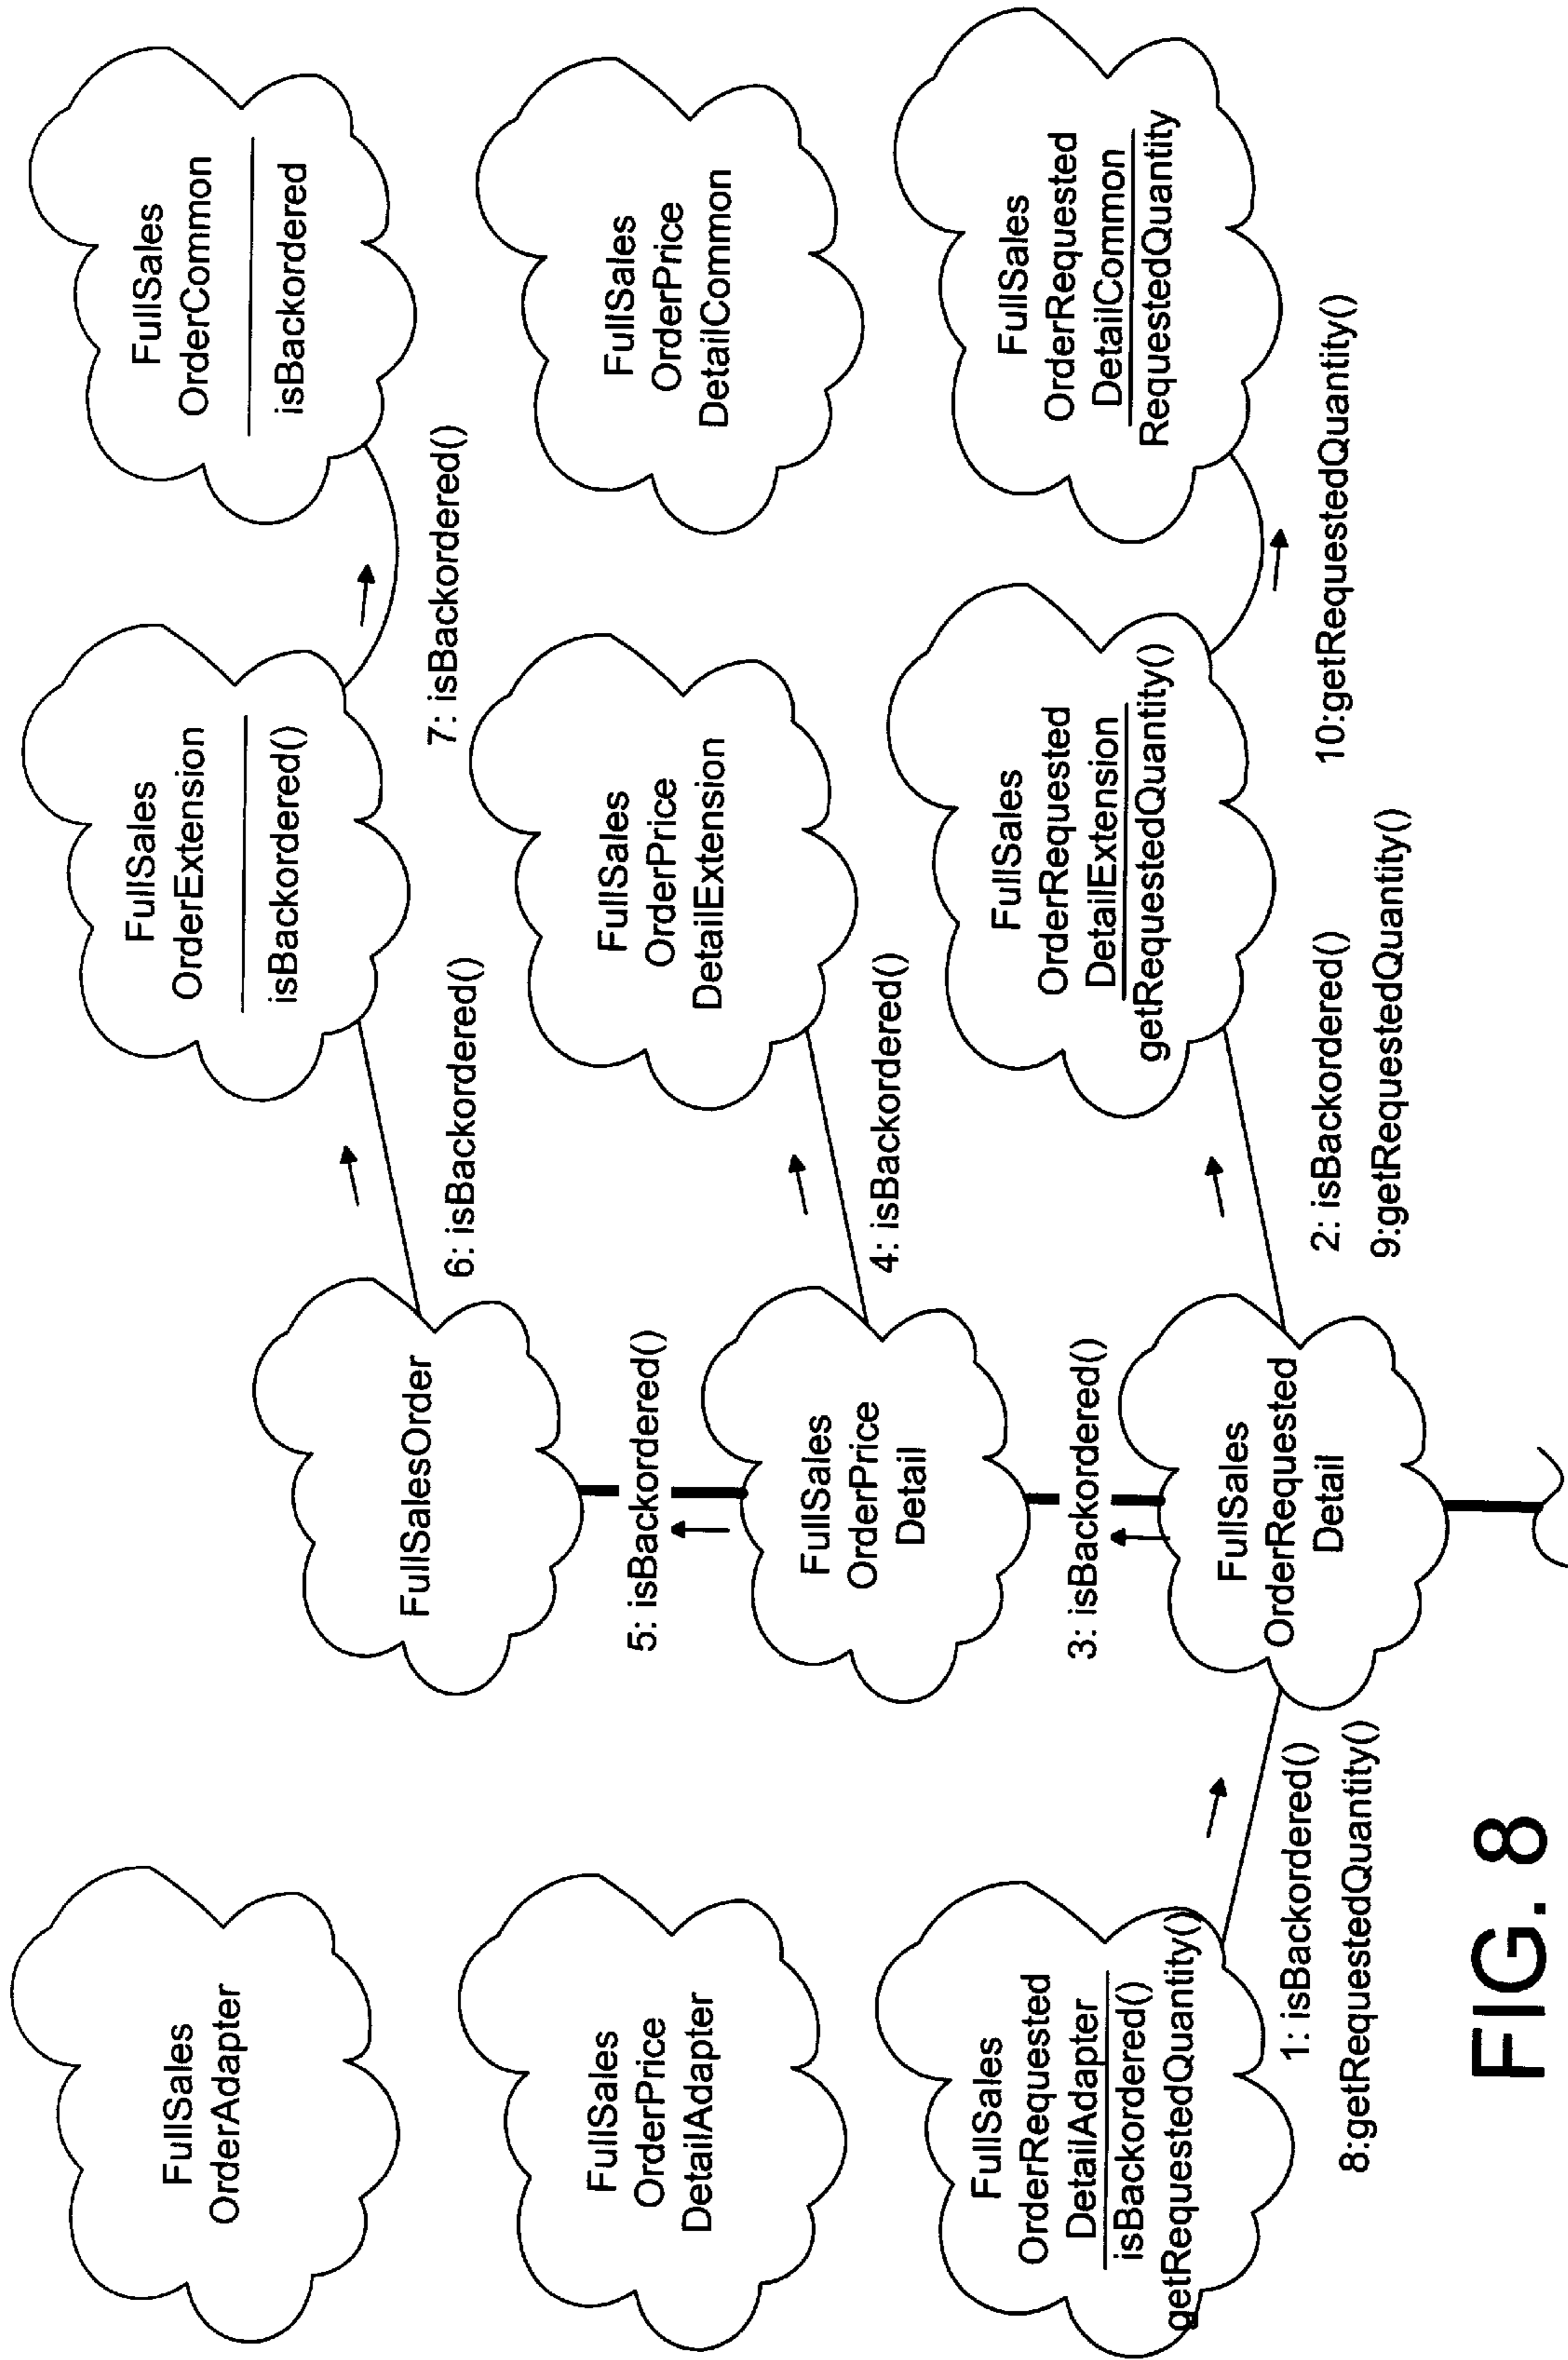 FullSales
OrderAdapter
FullSalesOrder
6: isBackordered()
FullSales
OrderExtension
isBackordered()
7: isBackordered()
FullSales
OrderCommon
isBackordered
5: isBackordered()
FullSales
OrderPrice
DetailAdapter
FullSales
OrderPrice
Detail
4: isBackordered()
FullSales
OrderPrice
DetailExtension
FullSales
OrderPrice
DetailCommon
3: isBackordered()
FullSales
OrderRequested
DetailAdapter
isBackordered()
getRequestedQuantity()
1: isBackordered()
8:getRequestedQuantity()
FullSales
OrderRequested
Detail
2: isBackordered()
9:getRequestedQuantity()
FullSales
OrderRequested
DetailExtension
getRequestedQuantity()
10:getRequestedQuantity()
FullSales
OrderRequested
DetailCommon
RequestedQuantity
FIG. 8